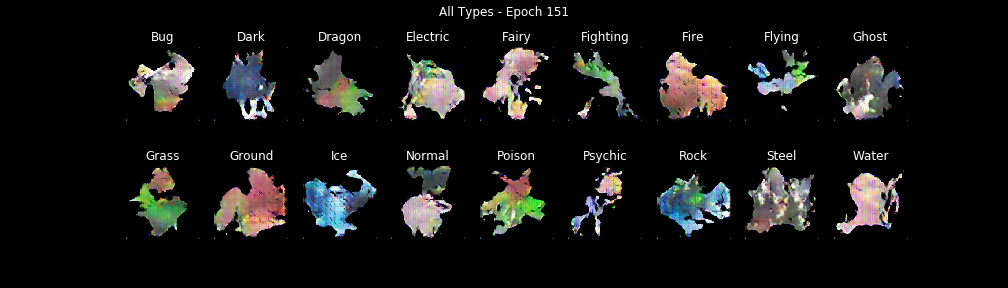 All Types - Epoch 151
Bug Dark Dragon Electric Fairy Fighting Fire Flying Ghost
Grass Ground Ice Normal Poison Psychic Rock Steel Water